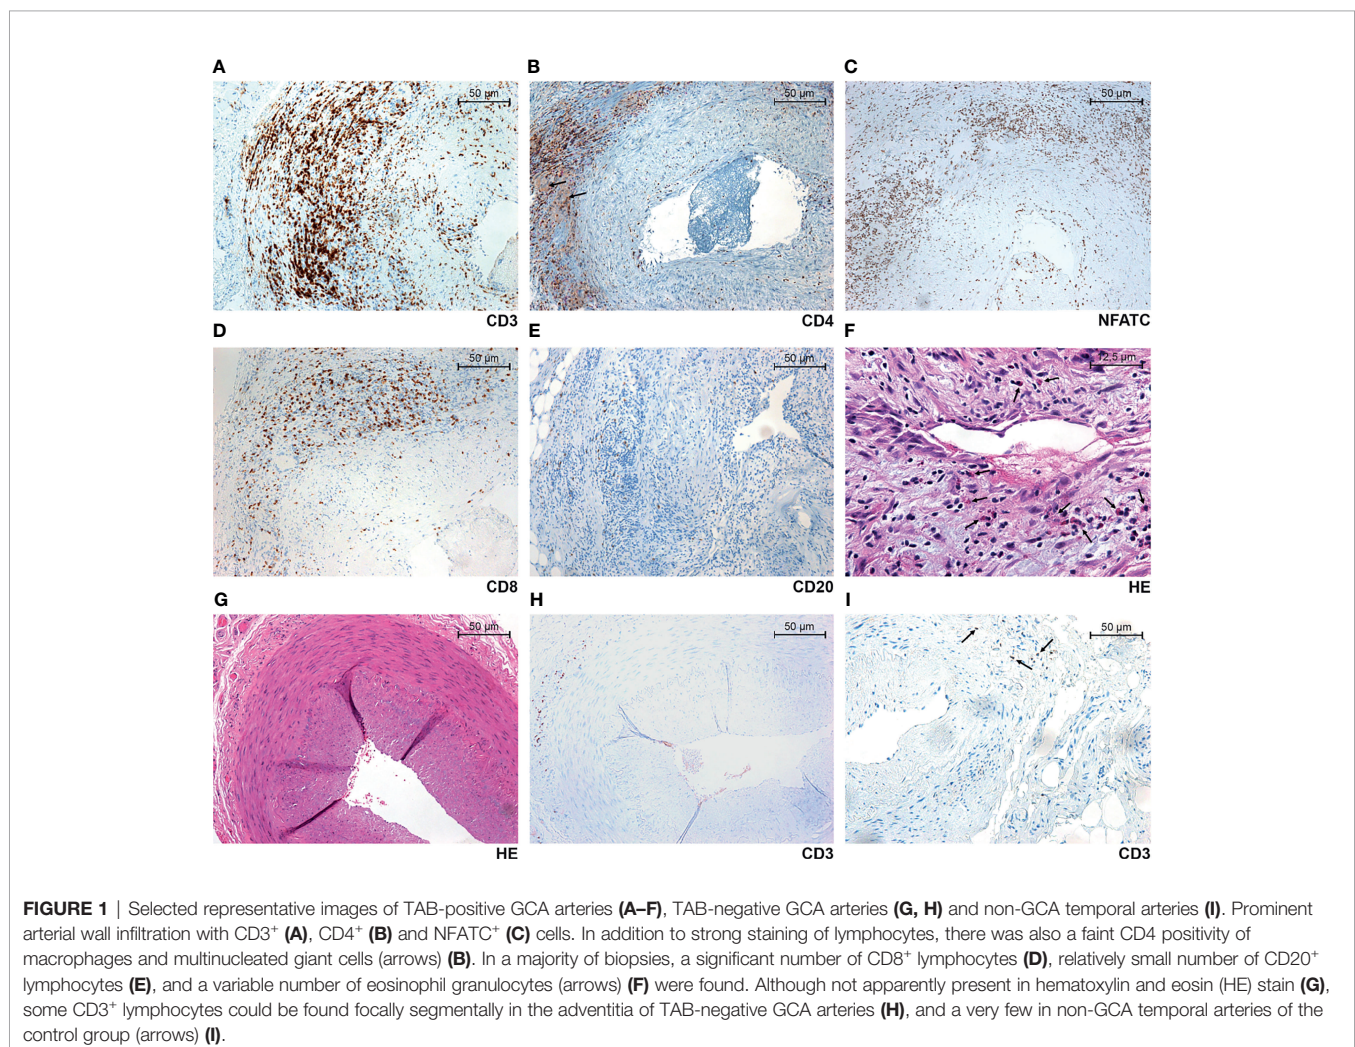 A
B
C
50 µm
50 µm
50 µm
CD3
CD4
NFATC
D
E
F
50 µm
50 µm
12,5 µm
CD8
CD20
HE
G
H
I
50 µm
50 µm
50 µm
HE
CD3
CD3
FIGURE 1 | Selected representative images of TAB-positive GCA arteries (A–F), TAB-negative GCA arteries (G, H) and non-GCA temporal arteries (I). Prominent
arterial wall infiltration with CD3⁺ (A), CD4⁺ (B) and NFATC⁺ (C) cells. In addition to strong staining of lymphocytes, there was also a faint CD4 positivity of
macrophages and multinucleated giant cells (arrows) (B). In a majority of biopsies, a significant number of CD8⁺ lymphocytes (D), relatively small number of CD20⁺
lymphocytes (E), and a variable number of eosinophil granulocytes (arrows) (F) were found. Although not apparently present in hematoxylin and eosin (HE) stain (G),
some CD3⁺ lymphocytes could be found focally segmentally in the adventitia of TAB-negative GCA arteries (H), and a very few in non-GCA temporal arteries of the
control group (arrows) (I).